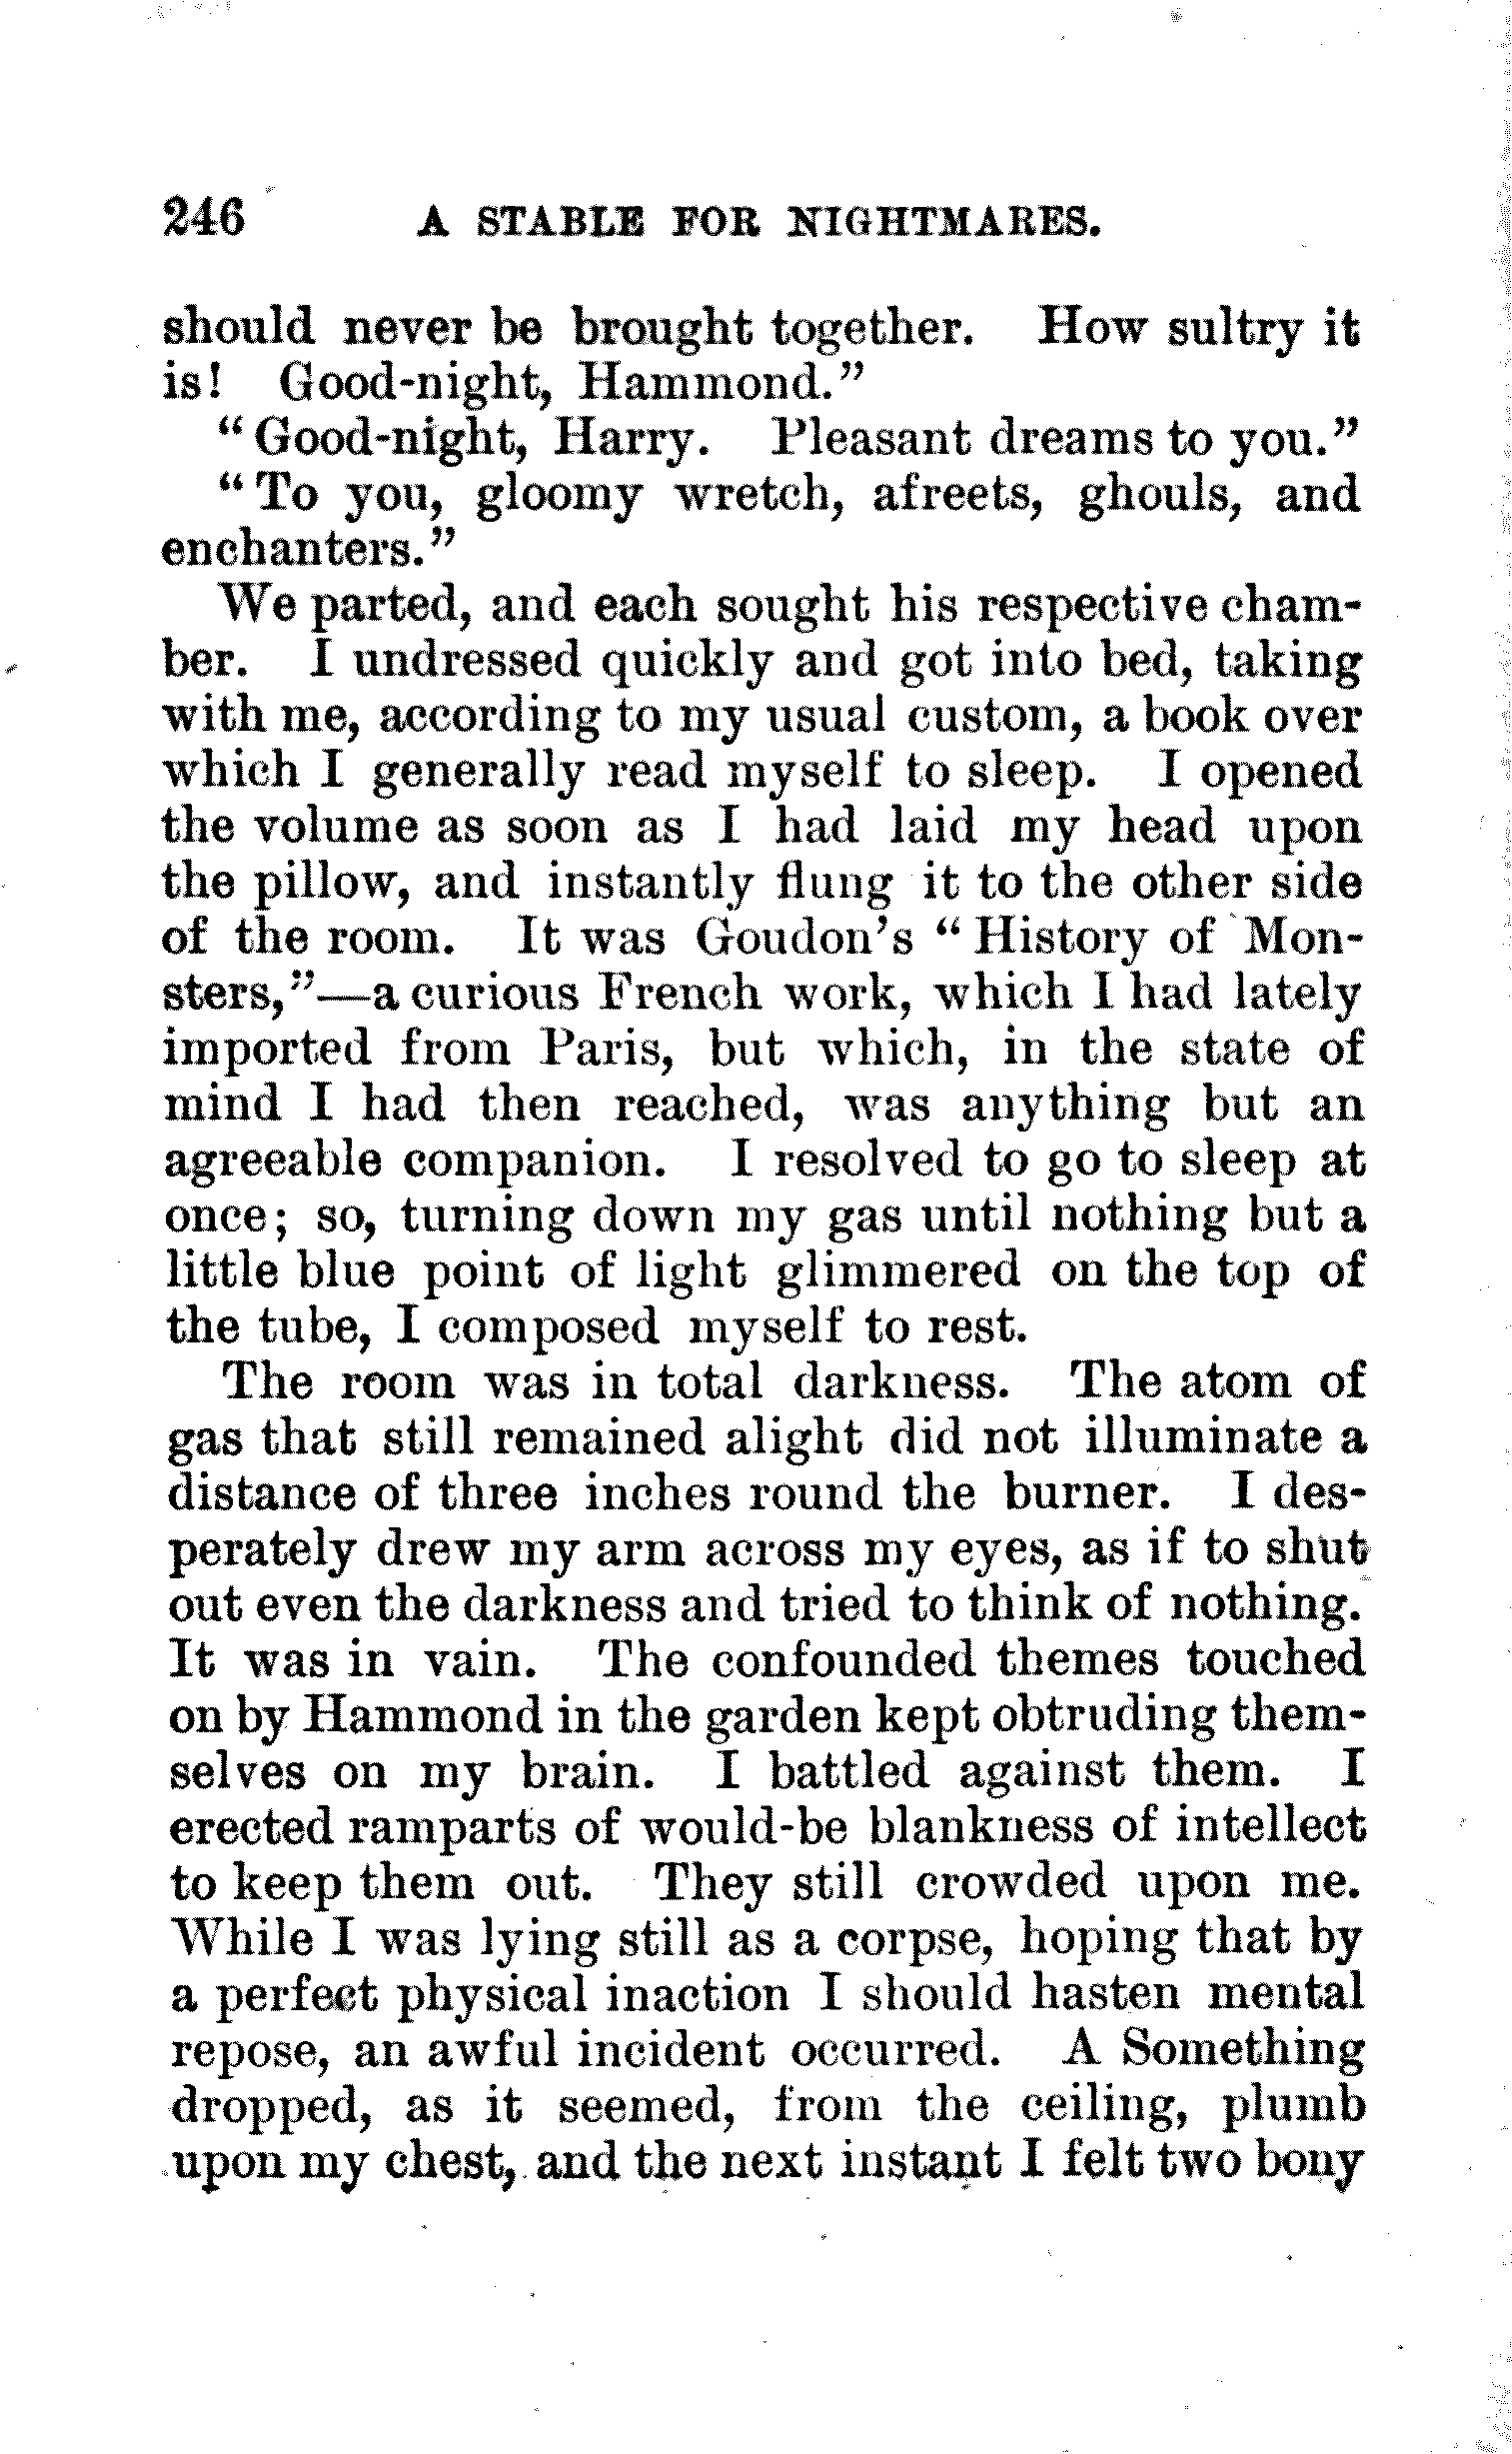 246 A STABLE FOR NIGHTMARES.
should never be brought together. How sultry it
is! Good-night, Hammond.”
“Good-night, Harry. Pleasant dreams to you.”
“To you, gloomy wretch, afreets, ghouls, and
enchanters.”
We parted, and each sought his respective cham-
ber. I undressed quickly and got into bed, taking
with me, according to my usual custom, a book over
which I generally read myself to sleep. I opened
the volume as soon as I had laid my head upon
the pillow, and instantly flung it to the other side
of the room. It was Goudon’s “History of Mon-
sters,”—a curious French work, which I had lately
imported from Paris, but which, in the state of
mind I had then reached, was anything but an
agreeable companion. I resolved to go to sleep at
once; so, turning down my gas until nothing but a
little blue point of light glimmered on the top of
the tube, I composed myself to rest.
The room was in total darkness. The atom of
gas that still remained alight did not illuminate a
distance of three inches round the burner. I des-
perately drew my arm across my eyes, as if to shut
out even the darkness and tried to think of nothing.
It was in vain. The confounded themes touched
on by Hammond in the garden kept obtruding them-
selves on my brain. I battled against them. I
erected ramparts of would-be blankness of intellect
to keep them out. They still crowded upon me.
While I was lying still as a corpse, hoping that by
a perfect physical inaction I should hasten mental
repose, an awful incident occurred. A Something
dropped, as it seemed, from the ceiling, plumb
upon my chest, and the next instant I felt two bony